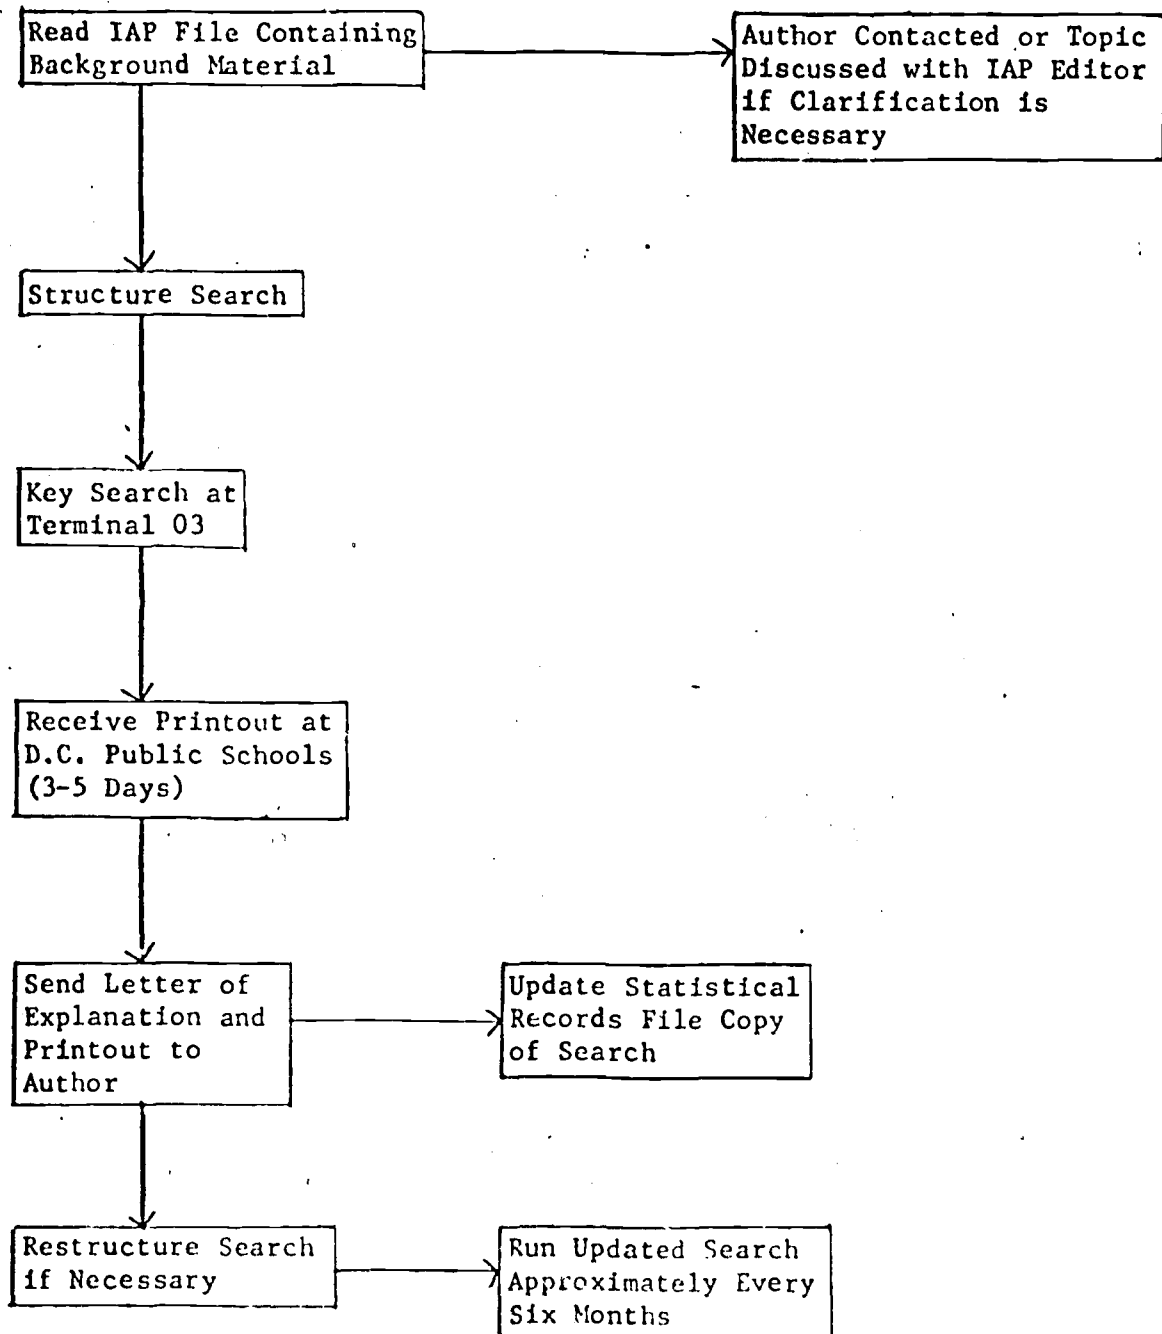 Read IAP File Containing
Background Material
Author Contacted or Topic
Discussed with IAP Editor
if Clarification is
Necessary
Structure Search
Key Search at
Terminal 03
Receive Printout at
D.C. Public Schools
(3-5 Days)
Send Letter of
Explanation and
Printout to
Author
Update Statistical
Records File Copy
of Search
Restructure Search
if Necessary
Run Updated Search
Approximately Every
Six Months